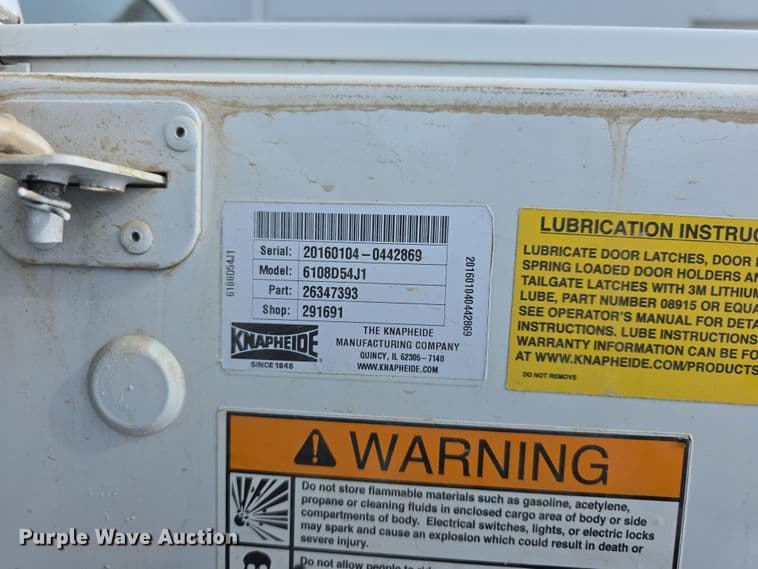 6108D54J1
Serial: 20160104-0442869
Model: 6108D54J1
Part: 26347393
Shop: 291691
201601040442869
KNAPHEIDE
SINCE 1848
THE KNAPHEIDE
MANUFACTURING COMPANY
QUINCY, IL 62305-7140
WWW.KNAPHEIDE.COM
LUBRICATION INSTRUC
LUBRICATE DOOR LATCHES, DOOR
SPRING LOADED DOOR HOLDERS AN
TAILGATE LATCHES WITH 3M LITHIUM
LUBE, PART NUMBER 08915 OR EQUA
SEE OPERATOR'S MANUAL FOR DETA
INSTRUCTIONS. LUBE INSTRUCTIONS
WARRANTY INFORMATION CAN BE FO
AT WWW.KNAPHEIDE.COM/PRODUCTS
DO NOT REMOVE
WARNING
Do not store flammable materials such as gasoline, acetylene,
propane or cleaning fluids in enclosed cargo area of body or side
compartments of body. Electrical switches, lights, or electric locks
may spark and cause an explosion which could result in death or
severe injury.
Do not allow people to
Purple Wave Auction